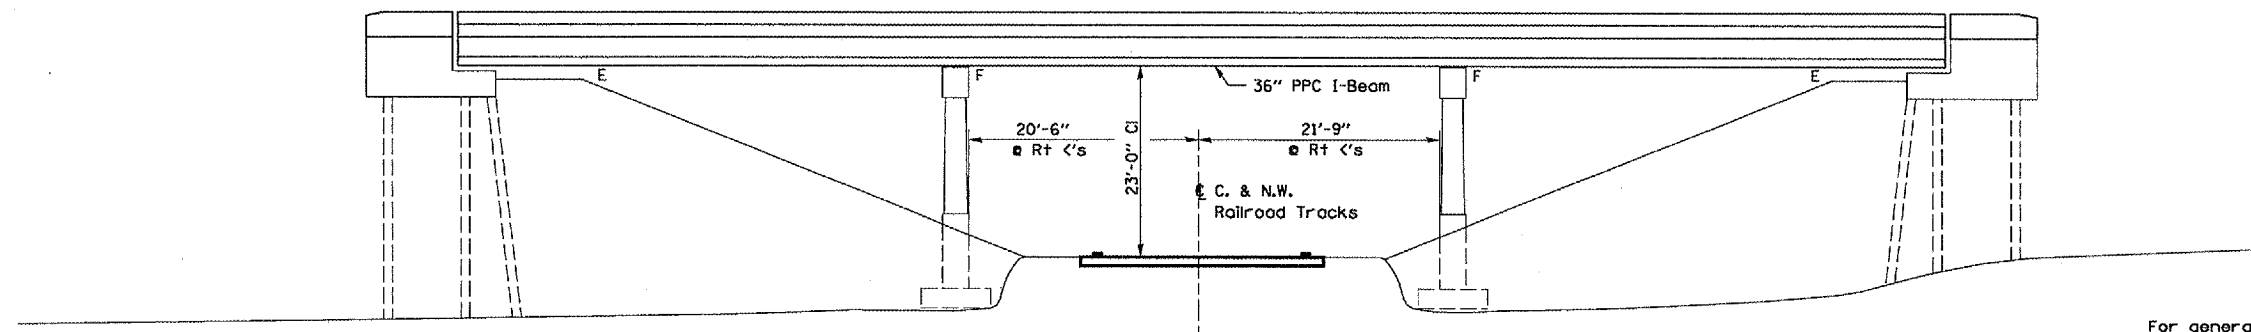 E
F
F
E
36" PPC I-Beam
20'-6"
@ Rt <'s
23'-0" Cl
21'-9"
@ Rt <'s
℄ C. & N.W.
Railroad Tracks
For genera